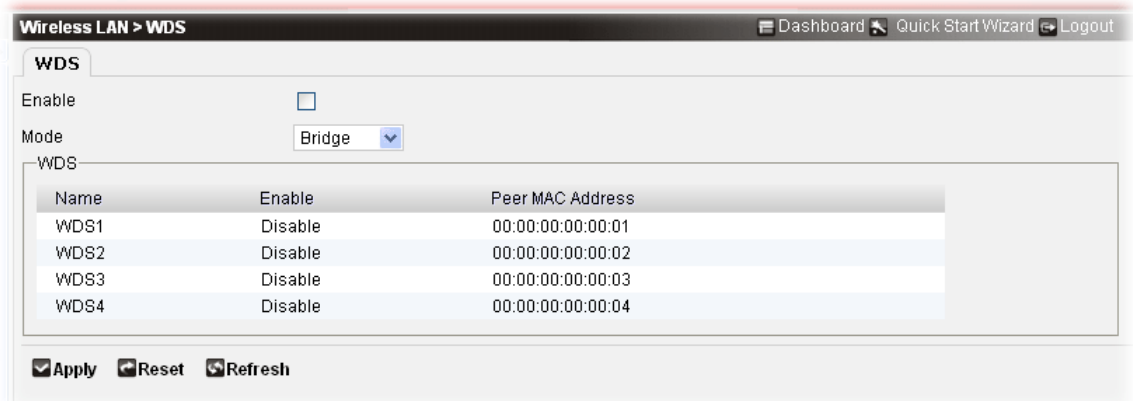 Wireless LAN > WDS Dashboard Quick Start Wizard Logout
WDS
Enable
Mode Bridge
WDS
Name Enable Peer MAC Address
WDS1 Disable 00:00:00:00:00:01
WDS2 Disable 00:00:00:00:00:02
WDS3 Disable 00:00:00:00:00:03
WDS4 Disable 00:00:00:00:00:04
Apply Reset Refresh